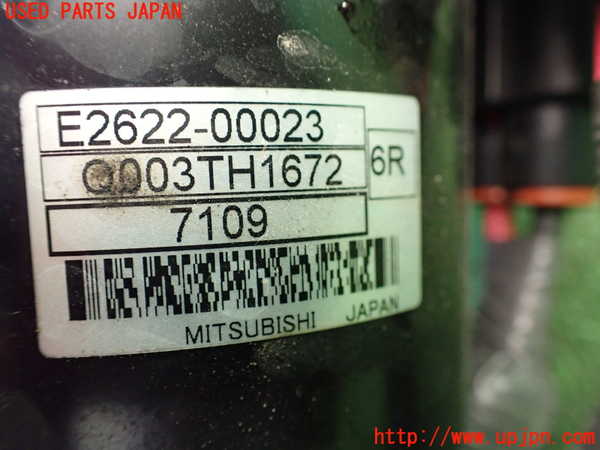 USED PARTS JAPAN
E2622-00023
Q003TH1672
6R
7109
MITSUBISHI JAPAN
http://www.upjpn.com/